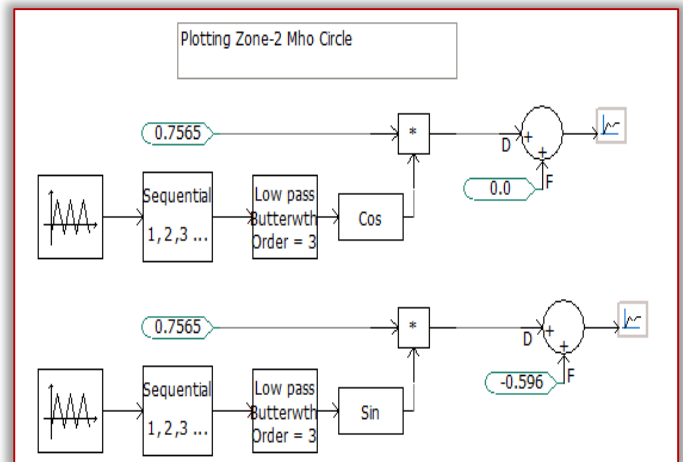 Plotting Zone-2 Mho Circle
0.7565
*
D
+
+
F
0.0
Sequential
1,2,3 ...
Low pass
Butterwth
Order = 3
Cos
0.7565
*
D
+
+
F
-0.596
Sequential
1,2,3 ...
Low pass
Butterwth
Order = 3
Sin